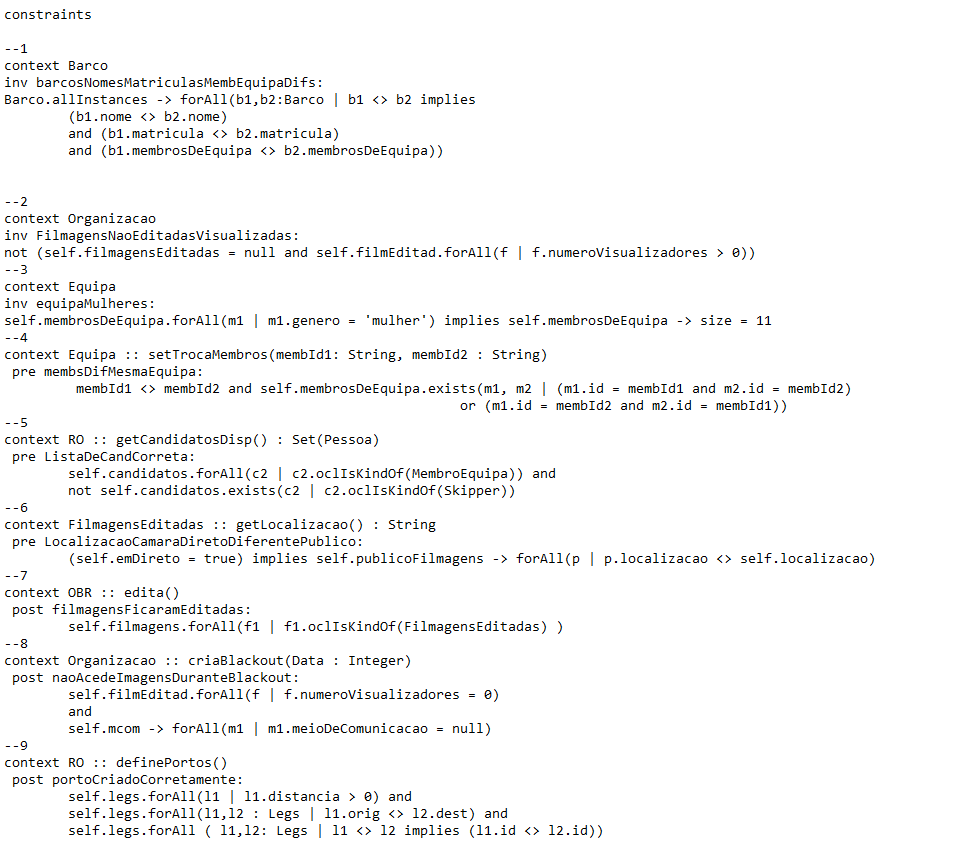 constraints
--1
context Barco
inv barcosNomesMatriculasMembEquipaDifs:
Barco.allInstances -> forAll(b1,b2:Barco | b1 <> b2 implies
(b1.nome <> b2.nome)
and (b1.matricula <> b2.matricula)
and (b1.membrosDeEquipa <> b2.membrosDeEquipa))
--2
context Organizacao
inv FilmagensNaoEditadasVisualizadas:
not (self.filmagensEditadas = null and self.filmEditad.forAll(f | f.numeroVisualizadores > 0))
--3
context Equipa
inv equipaMulheres:
self.membrosDeEquipa.forAll(m1 | m1.genero = 'mulher') implies self.membrosDeEquipa -> size = 11
--4
context Equipa :: setTrocaMembros(membId1: String, membId2 : String)
pre membsDifMesmaEquipa:
membId1 <> membId2 and self.membrosDeEquipa.exists(m1, m2 | (m1.id = membId1 and m2.id = membId2)
or (m1.id = membId2 and m2.id = membId1))
--5
context RO :: getCandidatosDisp() : Set(Pessoa)
pre ListaDeCandCorreta:
self.candidatos.forAll(c2 | c2.oclIsKindOf(MembroEquipa)) and
not self.candidatos.exists(c2 | c2.oclIsKindOf(Skipper))
--6
context FilmagensEditadas :: getLocalizacao() : String
pre LocalizacaoCamaraDiretoDiferentePublico:
(self.emDireto = true) implies self.publicoFilmagens -> forAll(p | p.localizacao <> self.localizacao)
--7
context OBR :: edita()
post filmagensFicaramEditadas:
self.filmagens.forAll(f1 | f1.oclIsKindOf(FilmagensEditadas) )
--8
context Organizacao :: criaBlackout(Data : Integer)
post naoAcedeImagensDuranteBlackout:
self.filmEditad.forAll(f | f.numeroVisualizadores = 0)
and
self.mcom -> forAll(m1 | m1.meioDeComunicacao = null)
--9
context RO :: definePortos()
post portoCriadoCorretamente:
self.legs.forAll(l1 | l1.distancia > 0) and
self.legs.forAll(l1,l2 : Legs | l1.orig <> l2.dest) and
self.legs.forAll ( l1,l2: Legs | l1 <> l2 implies (l1.id <> l2.id))